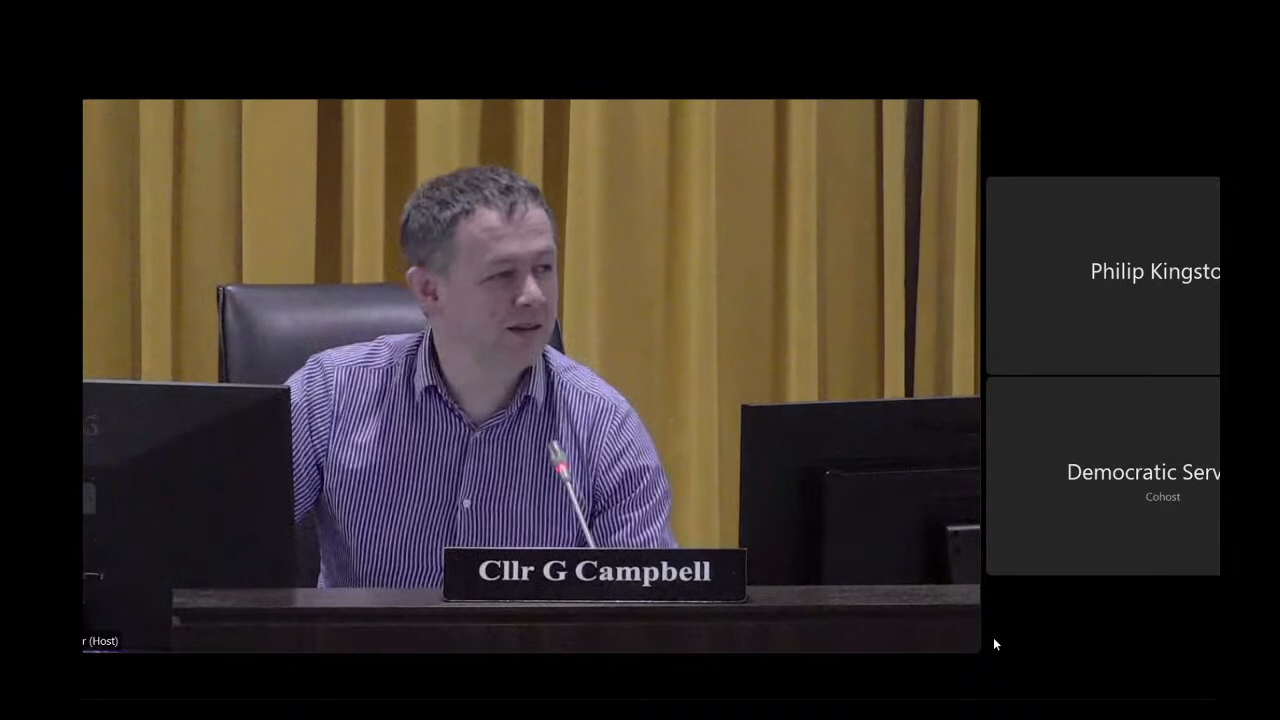 Cllr G Campbell
r (Host)
Philip Kingsto
Democratic Serv
Cohost